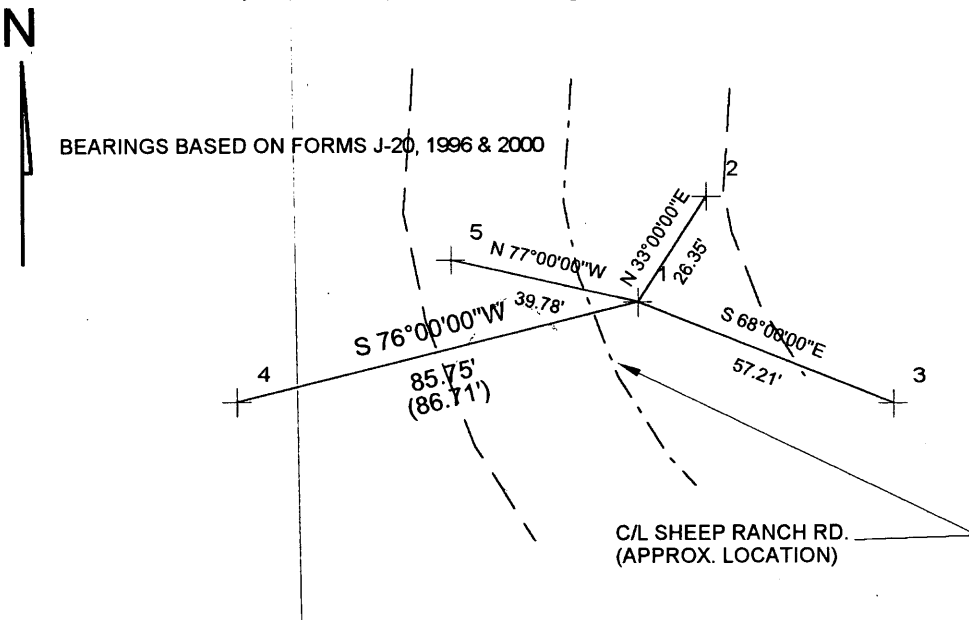 N
BEARINGS BASED ON FORMS J-20, 1996 & 2000
2
N 33°00'00"E
26.35'
1
5
N 77°00'00"W
39.78'
S 76°00'00"W
85.75'
(86.71')
4
S 68°00'00"E
57.21'
3
C/L SHEEP RANCH RD.
(APPROX. LOCATION)